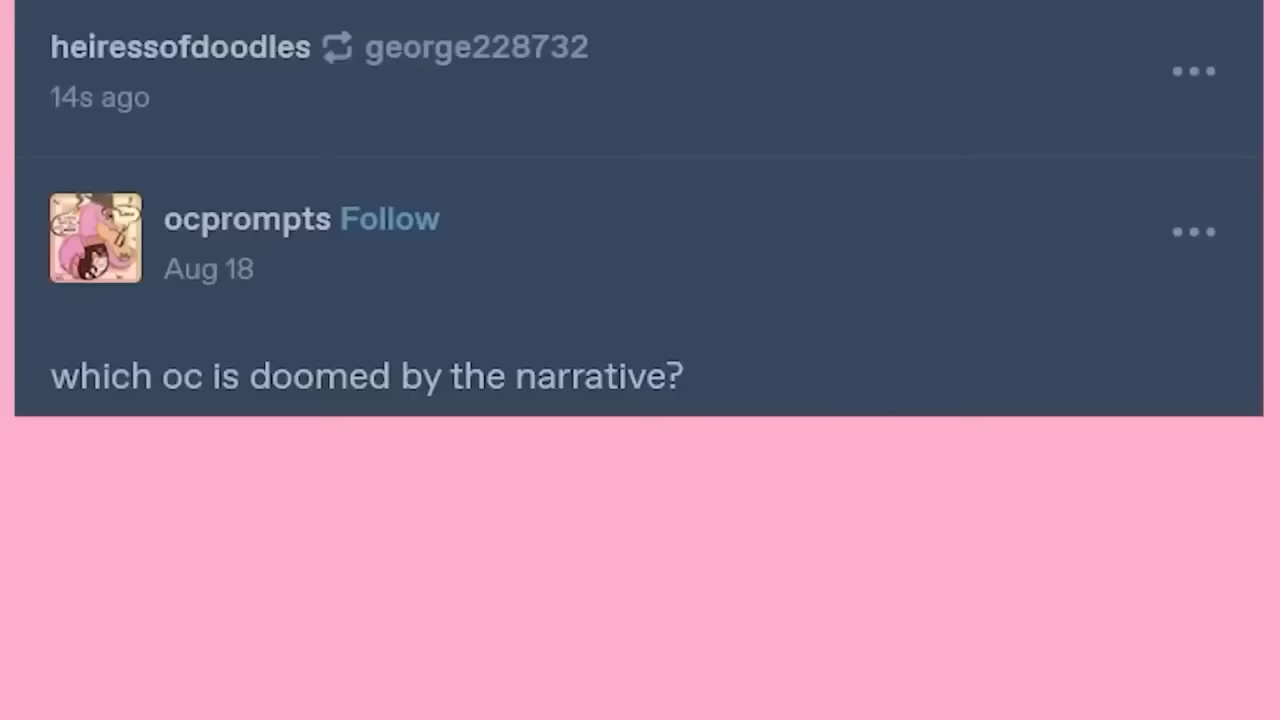 heiressofdoodles george228732
14s ago
ocprompts Follow
Aug 18
which oc is doomed by the narrative?